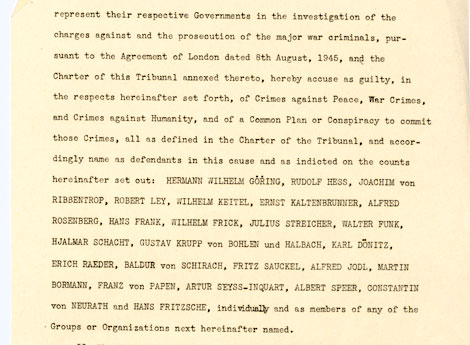 represent their respective Governments in the investigation of the
charges against and the prosecution of the major war criminals, pur-
suant to the Agreement of London dated 8th August, 1945, and the
Charter of this Tribunal annexed thereto, hereby accuse as guilty, in
the respects hereinafter set forth, of Crimes against Peace, War Crimes,
and Crimes against Humanity, and of a Common Plan or Conspiracy to commit
those Crimes, all as defined in the Charter of the Tribunal, and accor-
dingly name as defendants in this cause and as indicted on the counts
hereinafter set out: HERMANN WILHELM GÖRING, RUDOLF HESS, JOACHIM von
RIBBENTROP, ROBERT LEY, WILHELM KEITEL, ERNST KALTENBRUNNER, ALFRED
ROSENBERG, HANS FRANK, WILHELM FRICK, JULIUS STREICHER, WALTER FUNK,
HJALMAR SCHACHT, GUSTAV KRUPP von BOHLEN und HALBACH, KARL DÖNITZ,
ERICH RAEDER, BALDUR von SCHIRACH, FRITZ SAUCKEL, ALFRED JODL, MARTIN
BORMANN, FRANZ von PAPEN, ARTUR SEYSS-INQUART, ALBERT SPEER, CONSTANTIN
von NEURATH and HANS FRITZSCHE, individually and as members of any of the
Groups or Organizations next hereinafter named.